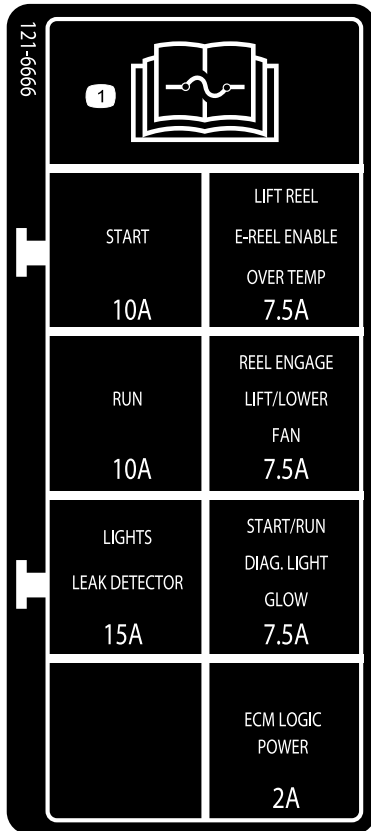 121-6666
1
START
10A
LIFT REEL
E-REEL ENABLE
OVER TEMP
7.5A
RUN
10A
REEL ENGAGE
LIFT/LOWER
FAN
7.5A
LIGHTS
LEAK DETECTOR
15A
START/RUN
DIAG. LIGHT
GLOW
7.5A
ECM LOGIC
POWER
2A